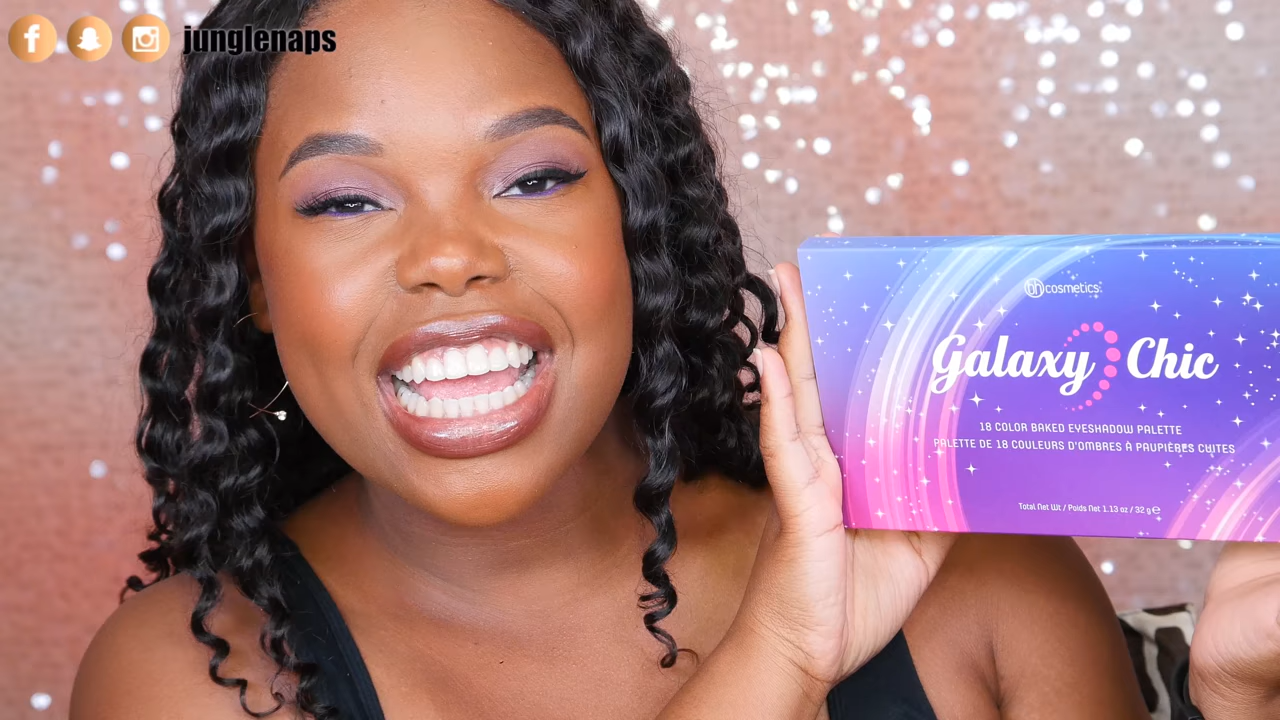 junglenaps
bh cosmetics
Galaxy Chic
18 COLOR BAKED EYESHADOW PALETTE
PALETTE DE 18 COULEURS D'OMBRES À PAUPIÈRES CUITES
Total Net Wt / Poids Net 1.13 oz / 32 g e